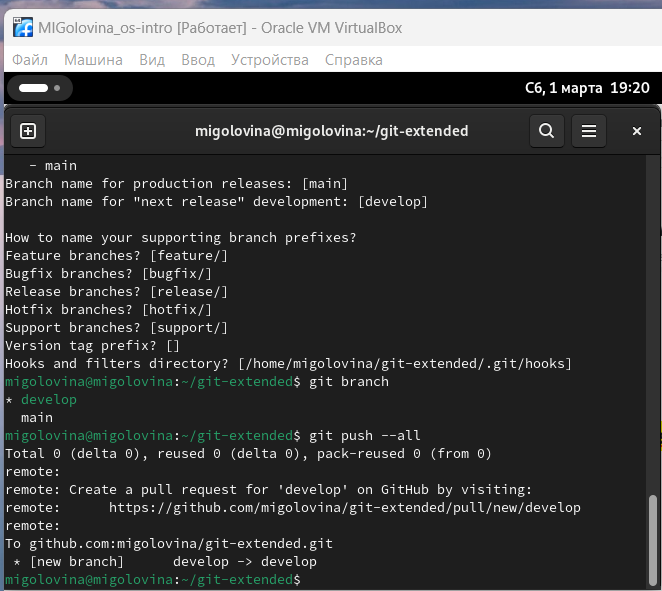 MIGolovina_os-intro [Работает] - Oracle VM VirtualBox
Файл Машина Вид Ввод Устройства Справка
Сб, 1 марта 19:20
migolovina@migolovina:~/git-extended
- main
Branch name for production releases: [main]
Branch name for "next release" development: [develop]
How to name your supporting branch prefixes?
Feature branches? [feature/]
Bugfix branches? [bugfix/]
Release branches? [release/]
Hotfix branches? [hotfix/]
Support branches? [support/]
Version tag prefix? []
Hooks and filters directory? [/home/migolovina/git-extended/.git/hooks]
migolovina@migolovina:~/git-extended$ git branch
* develop
main
migolovina@migolovina:~/git-extended$ git push --all
Total 0 (delta 0), reused 0 (delta 0), pack-reused 0 (from 0)
remote:
remote: Create a pull request for 'develop' on GitHub by visiting:
remote: https://github.com/migolovina/git-extended/pull/new/develop
remote:
To github.com:migolovina/git-extended.git
* [new branch] develop -> develop
migolovina@migolovina:~/git-extended$